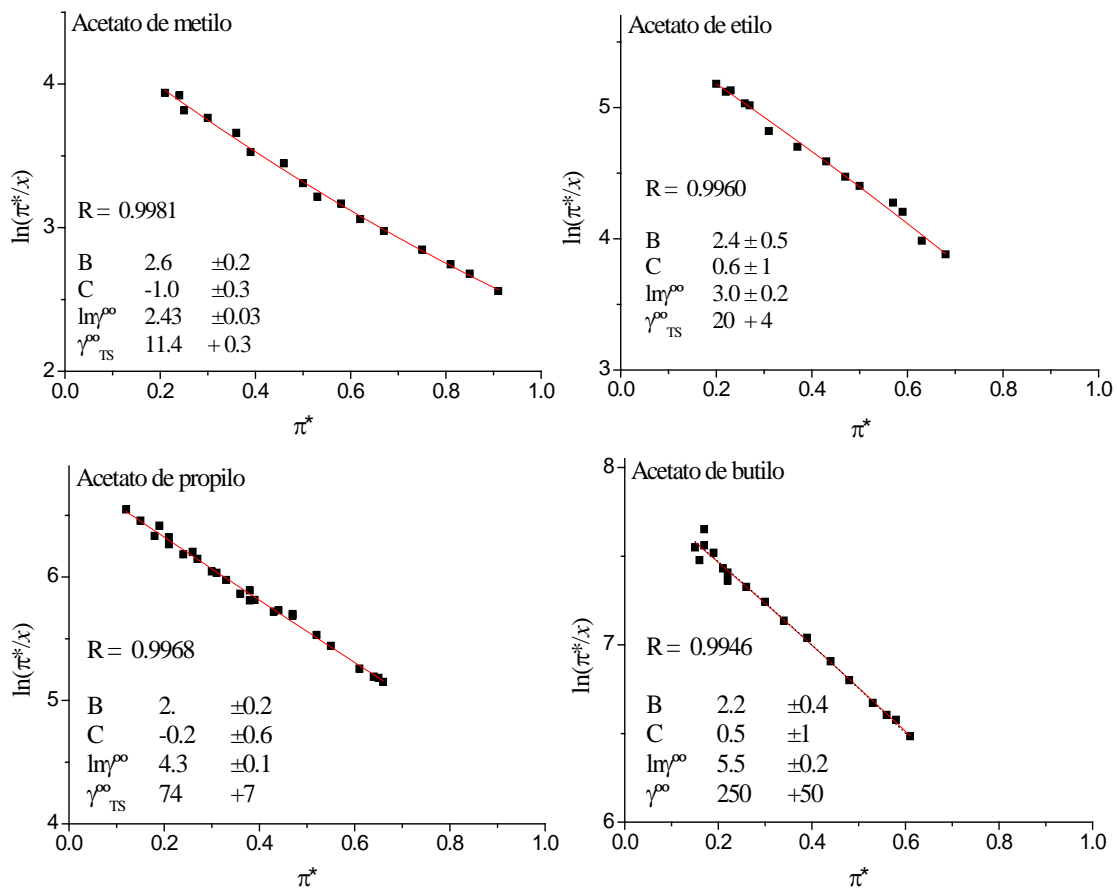 Acetato de metilo
4
3
2
ln(π*/x)
R = 0.9981
B 2.6 ±0.2
C -1.0 ±0.3
lnγ∞ 2.43 ±0.03
γ∞TS 11.4 + 0.3
0.0 0.2 0.4 0.6 0.8 1.0
π*
Acetato de etilo
5
4
3
ln(π*/x)
R = 0.9960
B 2.4 ± 0.5
C 0.6 ± 1
lnγ∞ 3.0 ± 0.2
γ∞TS 20 + 4
0.0 0.2 0.4 0.6 0.8 1.0
π*
Acetato de propilo
6
5
4
ln(π*/x)
R = 0.9968
B 2. ±0.2
C -0.2 ±0.6
lnγ∞ 4.3 ±0.1
γ∞TS 74 +7
0.0 0.2 0.4 0.6 0.8 1.0
π*
Acetato de butilo
8
7
6
ln(π*/x)
R = 0.9946
B 2.2 ±0.4
C 0.5 ±1
lnγ∞ 5.5 ±0.2
γ∞ 250 +50
0.0 0.2 0.4 0.6 0.8 1.0
π*